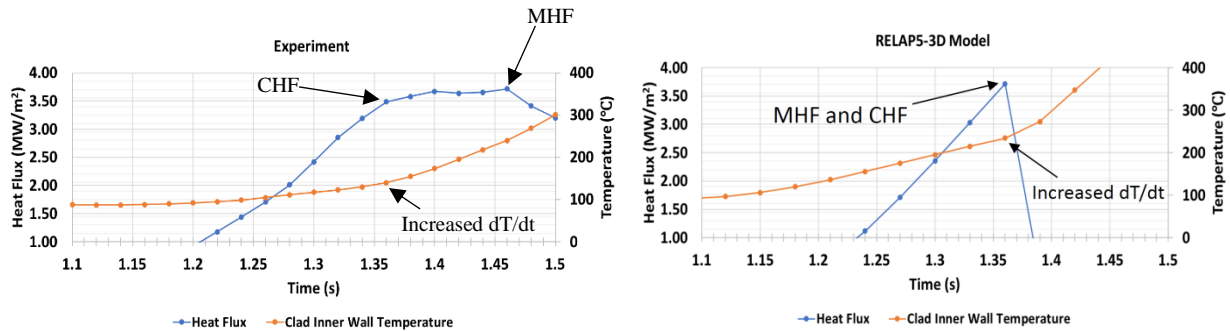 Experiment
MHF
CHF
Increased dT/dt
Heat Flux (MW/m²)
4.00
3.50
3.00
2.50
2.00
1.50
1.00
Temperature (°C)
400
300
200
100
0
1.1 1.15 1.2 1.25 1.3 1.35 1.4 1.45 1.5
Time (s)
Heat Flux Clad Inner Wall Temperature
RELAP5-3D Model
MHF and CHF
Increased dT/dt
Heat Flux (MW/m²)
4.00
3.50
3.00
2.50
2.00
1.50
1.00
Temperature (°C)
400
350
300
250
200
150
100
50
0
1.1 1.15 1.2 1.25 1.3 1.35 1.4 1.45 1.5
Time (s)
Heat Flux Clad Inner Wall Temperature